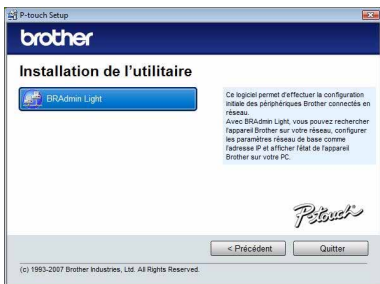 P-touch Setup
brother
Installation de l'utilitaire
BRAdmin Light
Ce logiciel permet d'effectuer la configuration
initiale des périphériques Brother connectés en
réseau.
Avec BRAdmin Light, vous pouvez rechercher
l'appareil Brother sur votre réseau, configurer
les paramètres réseau de base comme
l'adresse IP et afficher l'état de l'appareil
Brother sur votre PC.
P-touch
< Précédent
Quitter
(c) 1993-2007 Brother Industries, Ltd. All Rights Reserved.